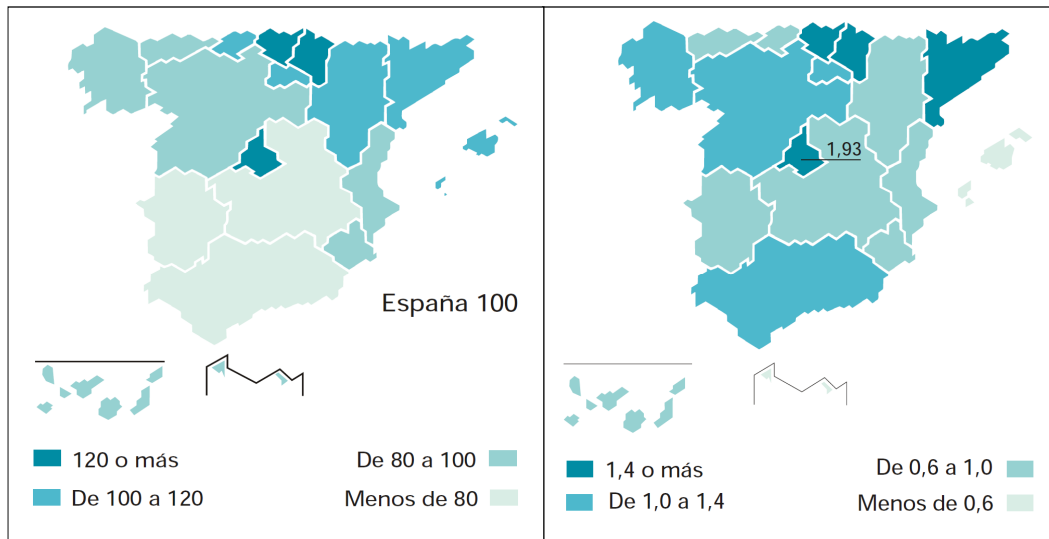 España 100
120 o más
De 80 a 100
De 100 a 120
Menos de 80
1,93
1,4 o más
De 0,6 a 1,0
De 1,0 a 1,4
Menos de 0,6